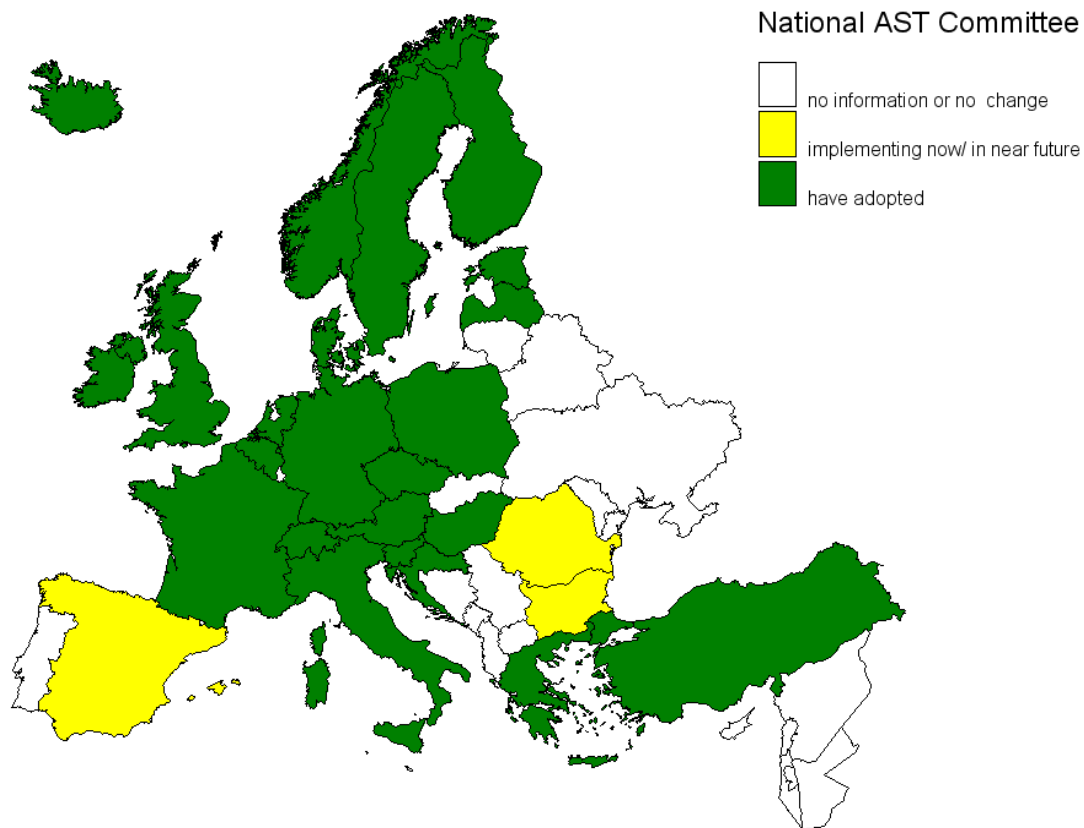 National AST Committee
no information or no change
implementing now/ in near future
have adopted